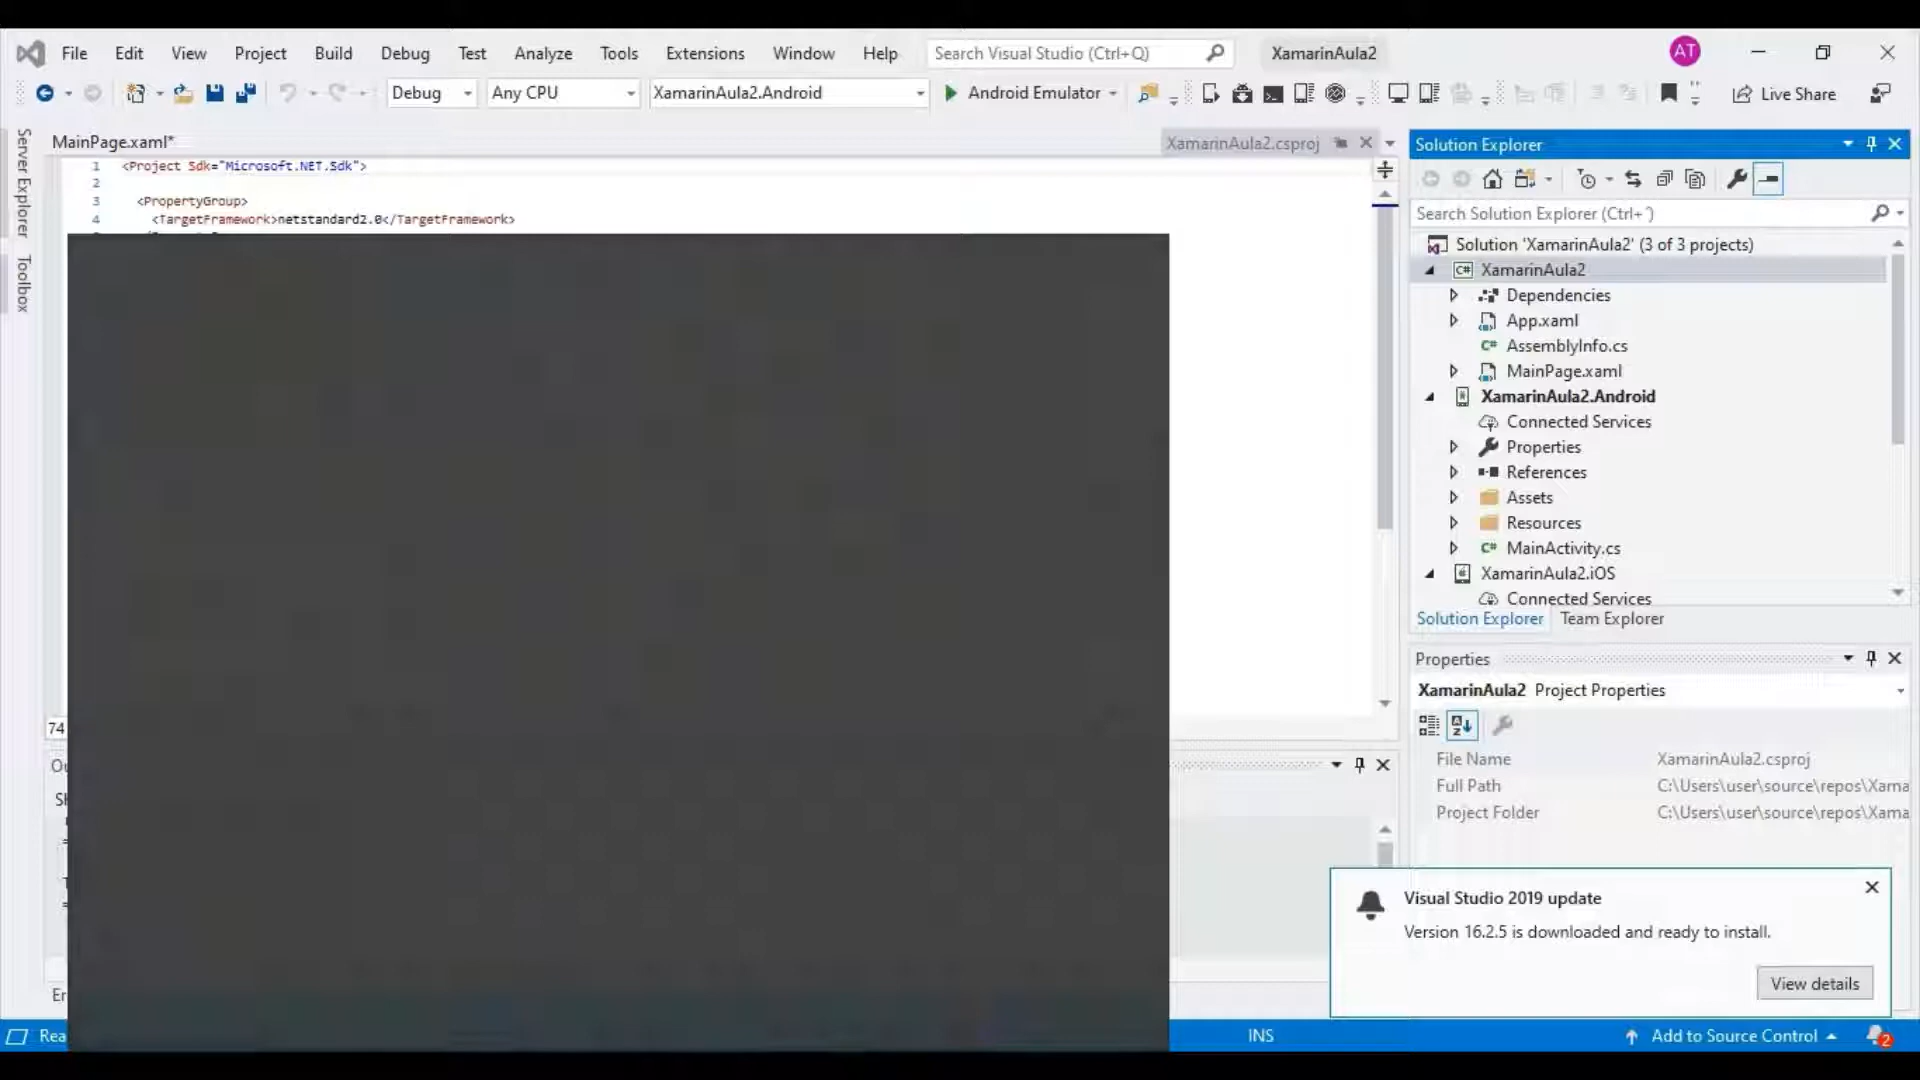 File Edit View Project Build Debug Test Analyze Tools Extensions Window Help Search Visual Studio (Ctrl+Q) XamarinAula2 AT
Debug Any CPU XamarinAula2.Android Android Emulator Live Share
Server Explorer
Toolbox
MainPage.xaml* XamarinAula2.csproj
1 <Project Sdk="Microsoft.NET.Sdk">
2
3 <PropertyGroup>
4 <TargetFramework>netstandard2.0</TargetFramework>
74
INS
Solution Explorer
Search Solution Explorer (Ctrl+´)
Solution 'XamarinAula2' (3 of 3 projects)
C# XamarinAula2
Dependencies
App.xaml
C# AssemblyInfo.cs
MainPage.xaml
XamarinAula2.Android
Connected Services
Properties
References
Assets
Resources
C# MainActivity.cs
XamarinAula2.iOS
Connected Services
Solution Explorer Team Explorer
Properties
XamarinAula2 Project Properties
File Name XamarinAula2.csproj
Full Path C:\Users\user\source\repos\Xama
Project Folder C:\Users\user\source\repos\Xama
Visual Studio 2019 update
Version 16.2.5 is downloaded and ready to install.
View details
Add to Source Control 2